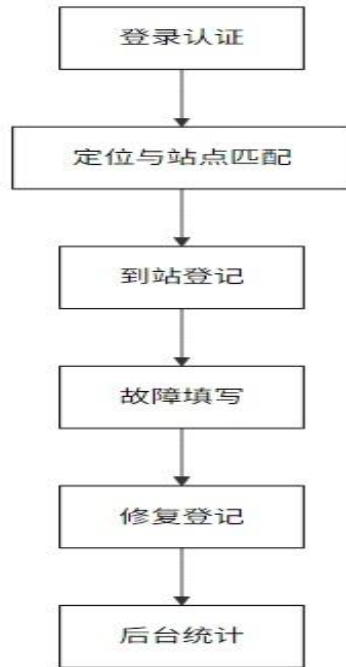 登录认证
定位与站点匹配
到站登记
故障填写
修复登记
后台统计